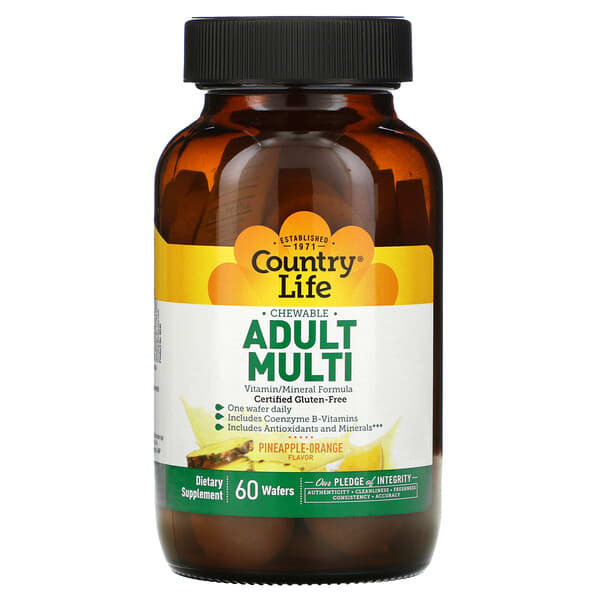 ESTABLISHED
1971
Country®
Life
• CHEWABLE •
ADULT
MULTI
Vitamin/Mineral Formula
Certified Gluten-Free
One wafer daily
Includes Coenzyme B-Vitamins
Includes Antioxidants and Minerals***
PINEAPPLE-ORANGE
FLAVOR
Dietary
Supplement
60 Wafers
Our PLEDGE of INTEGRITY
AUTHENTICITY • CLEANLINESS • FRESHNESS
CONSISTENCY • ACCURACY